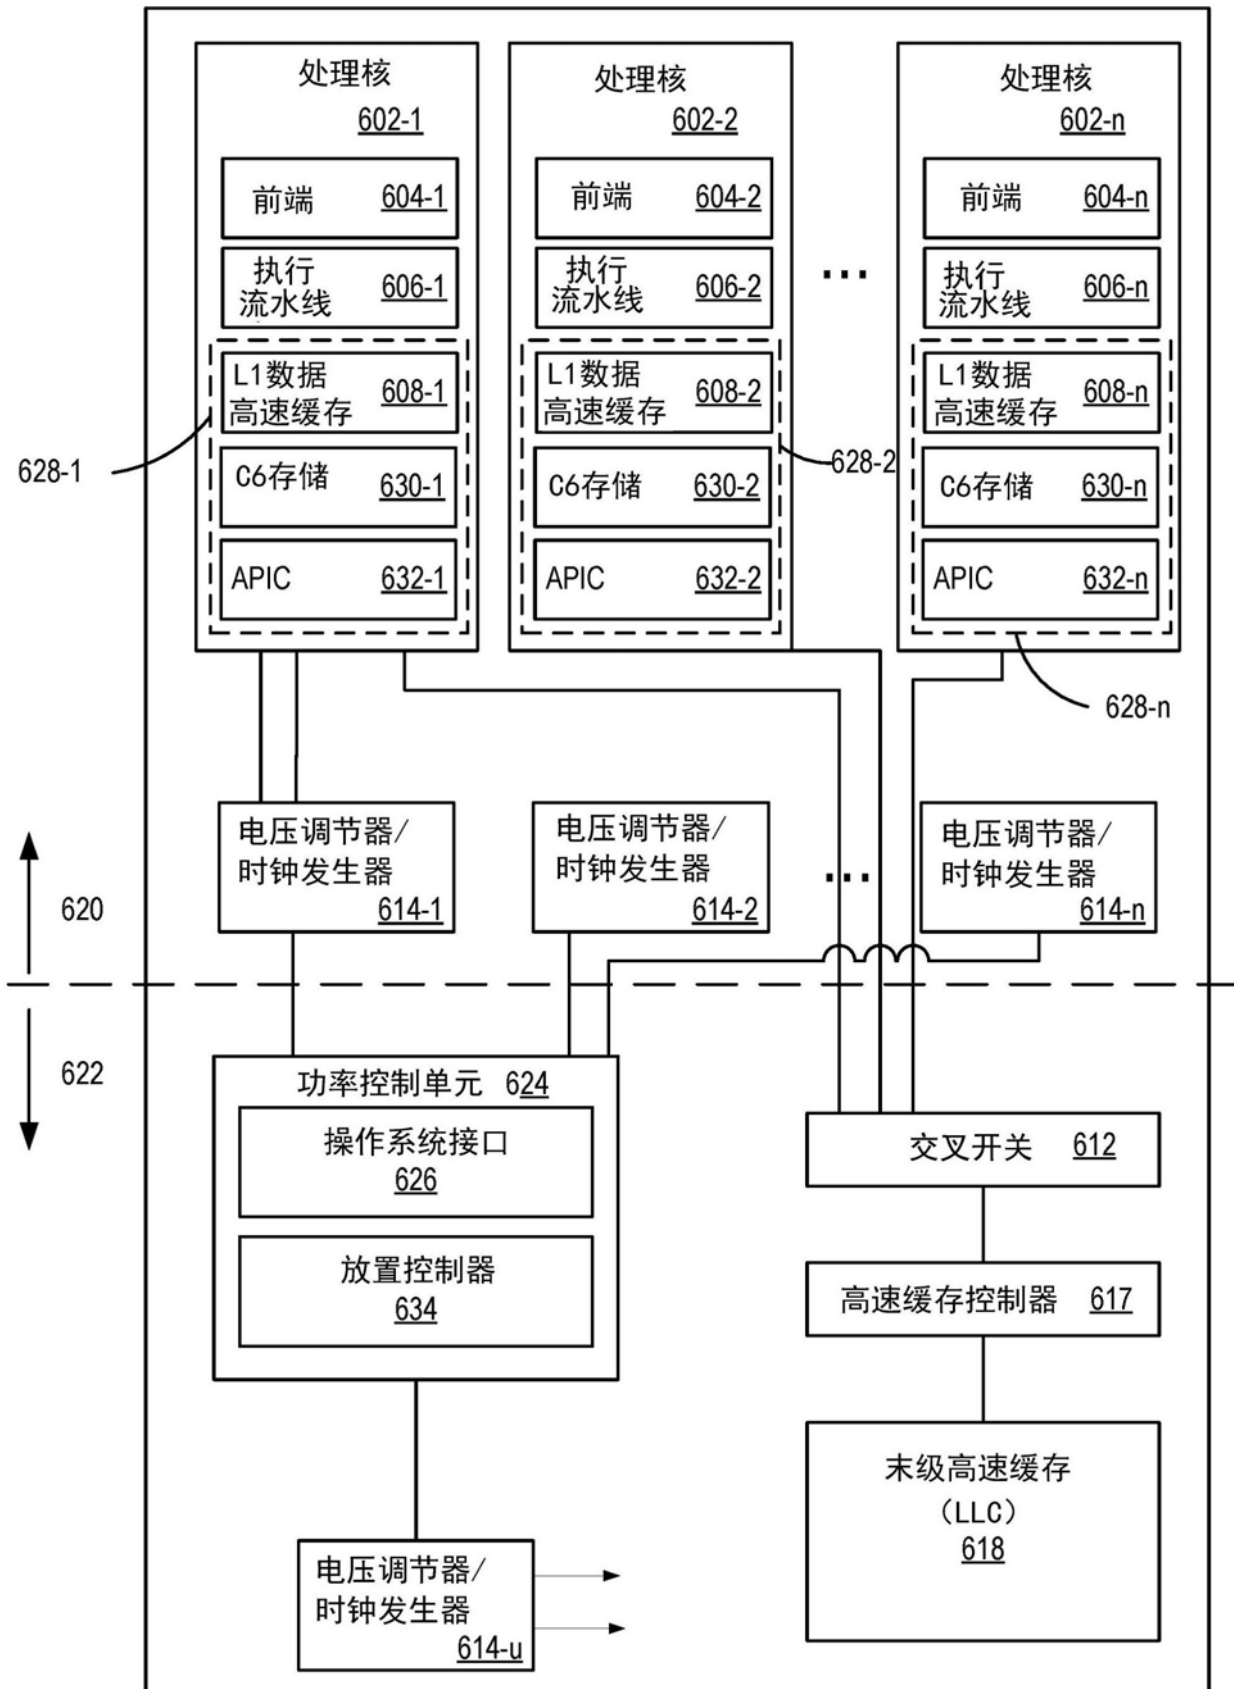 处理核
602-1
前端 604-1
执行
流水线 606-1
L1数据
高速缓存 608-1
C6存储 630-1
APIC 632-1
628-1
处理核
602-2
前端 604-2
执行
流水线 606-2
L1数据
高速缓存 608-2
C6存储 630-2
APIC 632-2
628-2
...
处理核
602-n
前端 604-n
执行
流水线 606-n
L1数据
高速缓存 608-n
C6存储 630-n
APIC 632-n
628-n
电压调节器/
时钟发生器
614-1
电压调节器/
时钟发生器
614-2
...
电压调节器/
时钟发生器
614-n
620
622
功率控制单元 624
操作系统接口
626
放置控制器
634
交叉开关 612
高速缓存控制器 617
末级高速缓存
(LLC)
618
电压调节器/
时钟发生器
614-u